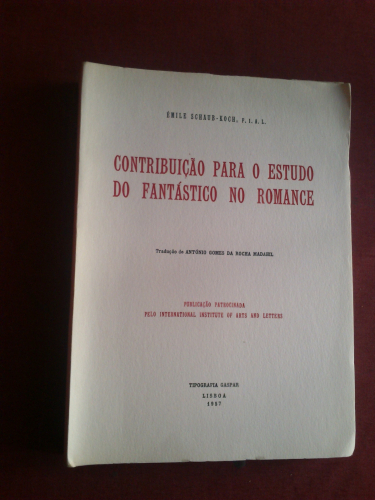 ÉMILE SCHAUB-KOCH, F. I. A. L.
CONTRIBUIÇÃO PARA O ESTUDO
DO FANTÁSTICO NO ROMANCE
Tradução de ANTÓNIO GOMES DA ROCHA MADAHIL
PUBLICAÇÃO PATROCINADA
PELO INTERNATIONAL INSTITUTE OF ARTS AND LETTERS
TIPOGRAFIA GASPAR
LISBOA
1957